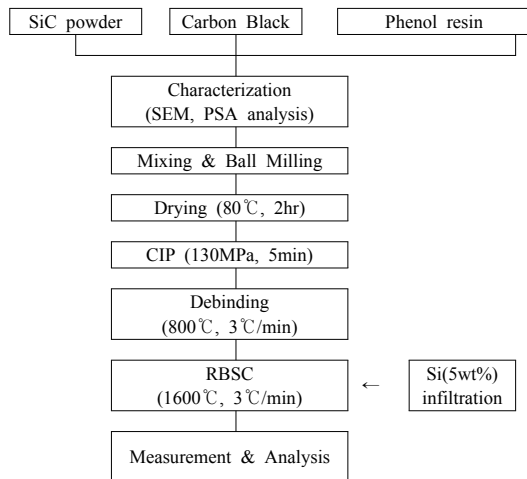 SiC powder
Carbon Black
Phenol resin
Characterization
(SEM, PSA analysis)
Mixing & Ball Milling
Drying (80℃, 2hr)
CIP (130MPa, 5min)
Debinding
(800℃, 3℃/min)
RBSC
(1600℃, 3℃/min)
←
Si(5wt%)
infiltration
Measurement & Analysis